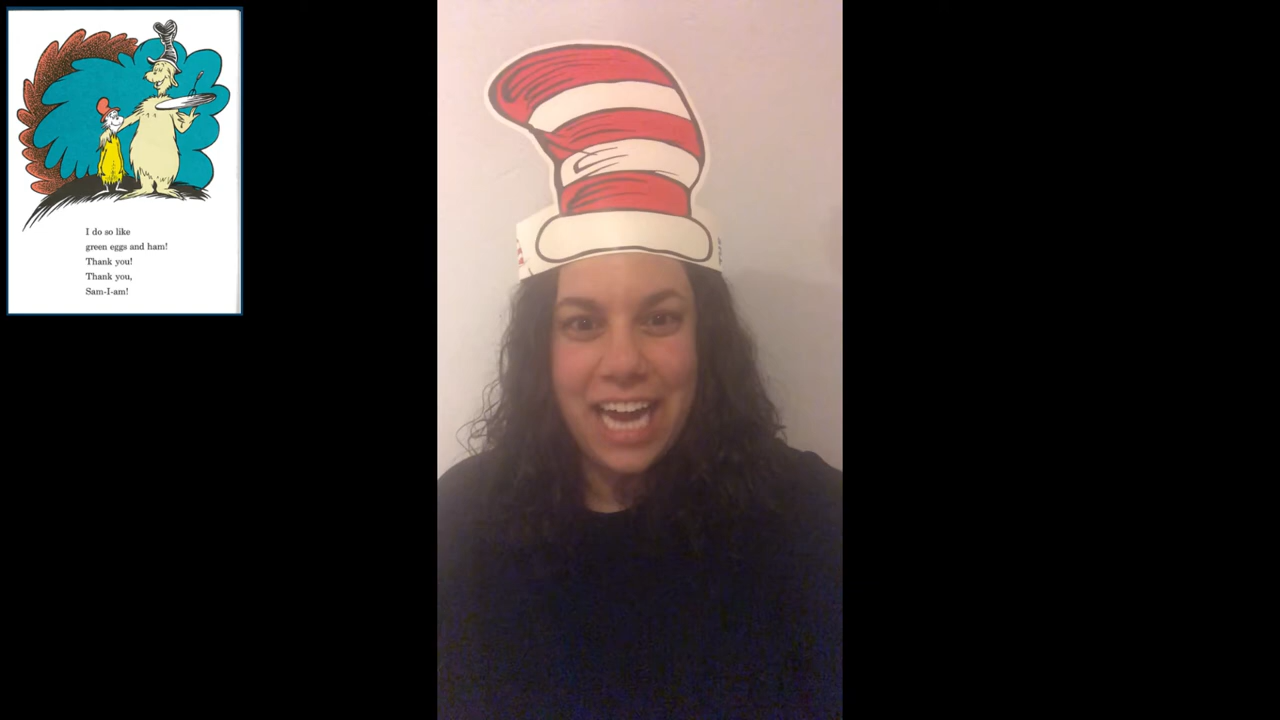 I do so like
green eggs and ham!
Thank you!
Thank you,
Sam-I-am!